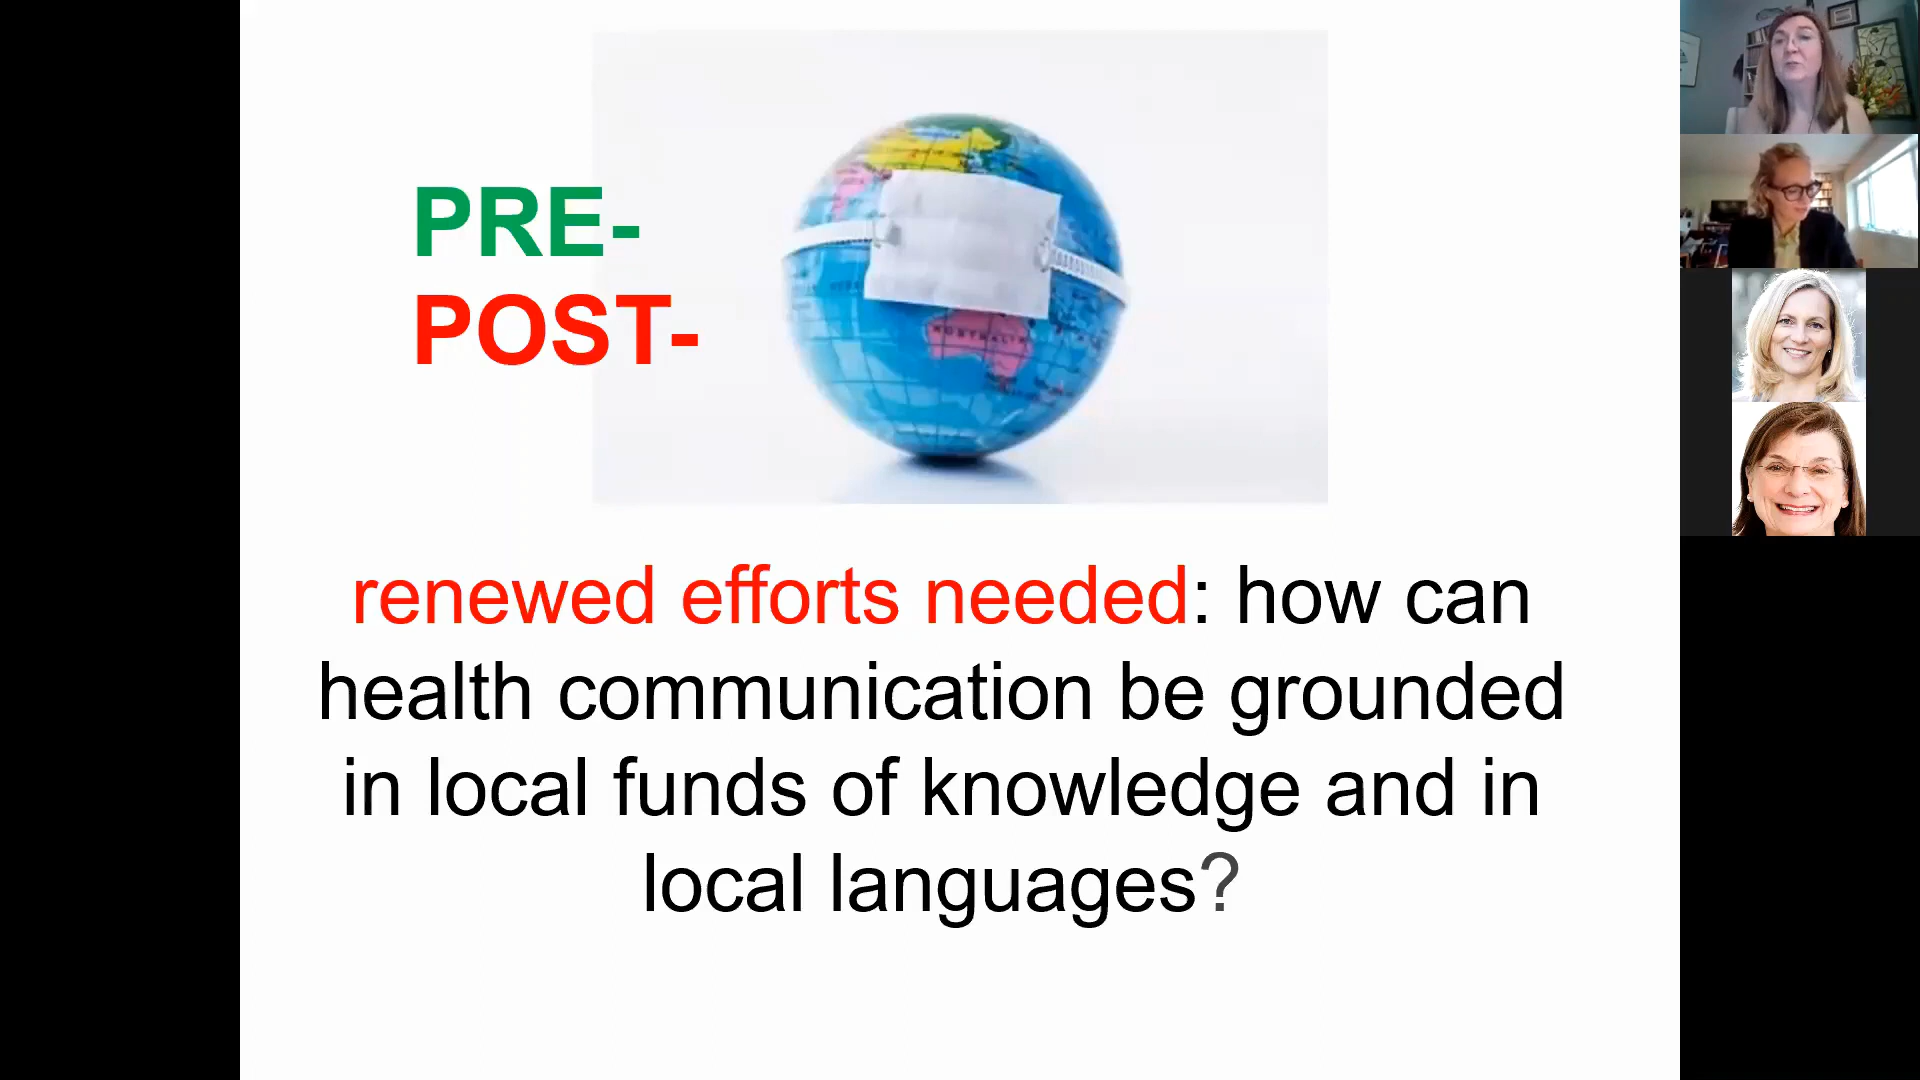 PRE-
POST-
AUSTRALIA
renewed efforts needed: how can
health communication be grounded
in local funds of knowledge and in
local languages?